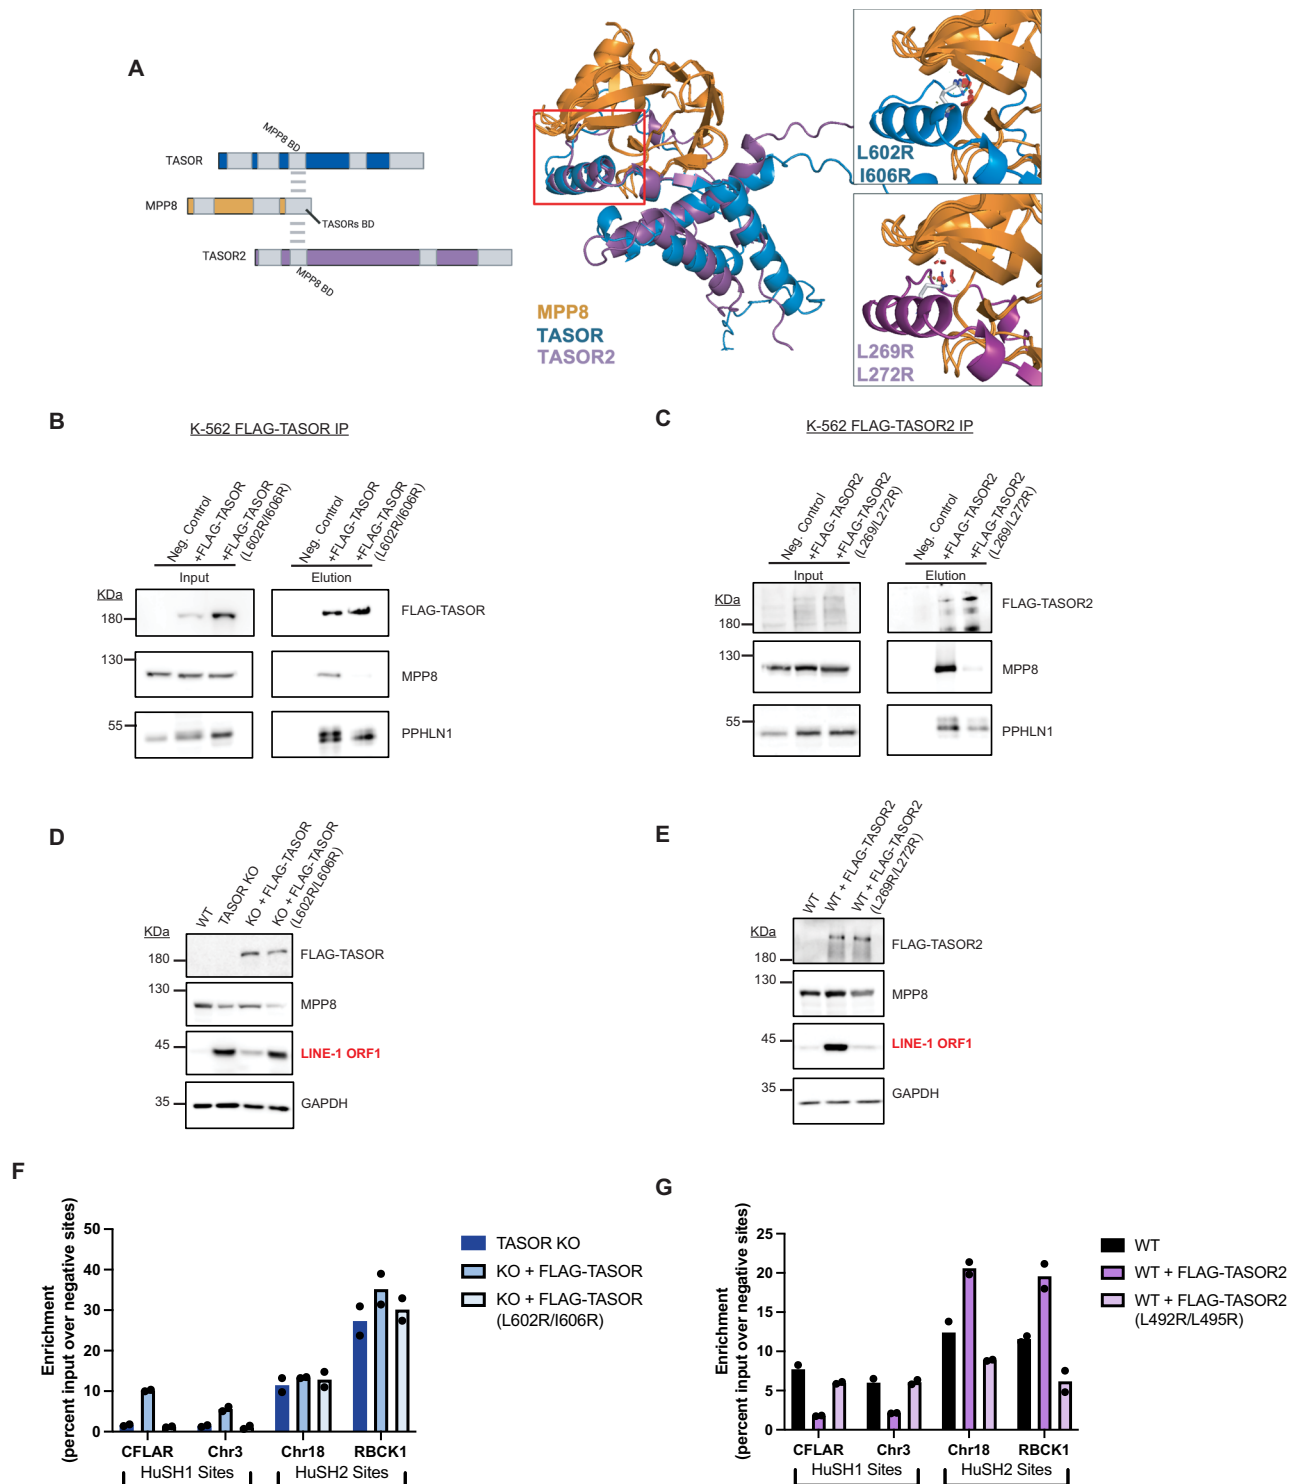 A
MPP8 BD
TASOR
MPP8
TASORs BD
TASOR2
MPP8 BD
MPP8
TASOR
TASOR2
L602R
I606R
L269R
L272R
B
K-562 FLAG-TASOR IP
Neg. Control
+FLAG-TASOR
+FLAG-TASOR
(L602R/I606R)
Neg. Control
+FLAG-TASOR
+FLAG-TASOR
(L602R/I606R)
Input
Elution
KDa
180
FLAG-TASOR
130
MPP8
55
PPHLN1
C
K-562 FLAG-TASOR2 IP
Neg. Control
+FLAG-TASOR2
+FLAG-TASOR2
(L269/L272R)
Neg. Control
+FLAG-TASOR2
+FLAG-TASOR2
(L269/L272R)
Input
Elution
KDa
180
FLAG-TASOR2
130
MPP8
55
PPHLN1
D
WT
TASOR KO
KO + FLAG-TASOR
KO + FLAG-TASOR
(L602R/L606R)
KDa
180
FLAG-TASOR
130
MPP8
45
LINE-1 ORF1
35
GAPDH
E
WT
WT + FLAG-TASOR2
WT + FLAG-TASOR2
(L269R/L272R)
KDa
180
FLAG-TASOR2
130
MPP8
45
LINE-1 ORF1
35
GAPDH
F
Enrichment
(percent input over negative sites)
50
40
30
20
10
0
CFLAR
Chr3
Chr18
RBCK1
HuSH1 Sites
HuSH2 Sites
TASOR KO
KO + FLAG-TASOR
KO + FLAG-TASOR
(L602R/I606R)
G
Enrichment
(percent input over negative sites)
25
20
15
10
5
0
CFLAR
Chr3
Chr18
RBCK1
HuSH1 Sites
HuSH2 Sites
WT
WT + FLAG-TASOR2
WT + FLAG-TASOR2
(L492R/L495R)